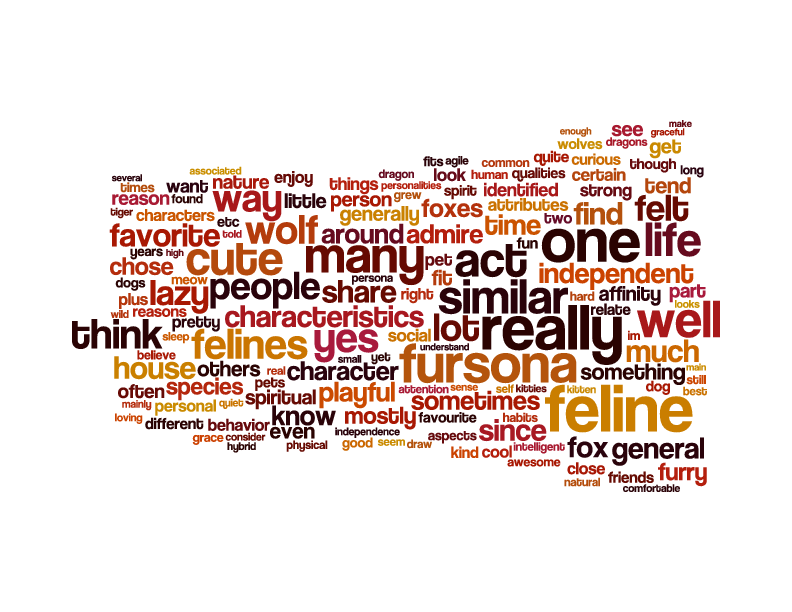 make
enough
graceful
see
wolves dragons
get
fits agile
common
quite
curious
though
long
several
associated
dragon
look
human
qualities
certain
times
want
nature
enjoy
things
personalities
spirit
identified
strong
tend
reason
found
way
little
person
grew
foxes
attributes
two
find
felt
tiger
characters
etc
generally
time
favorite
told
wolf
around
admire
fun
one
life
years
high
cute
many
pet
act
independent
chose
dogs
meow
persona
fit
hard
affinity
part
plus
lazy
people
share
right
similar
looks
wild
reasons
relate
well
think
pretty
characteristics
lot
really
im
sleep
felines
yes
social
understand
much
believe
small
yet
fursona
main
house
others
real
character
something
still
often
species
pets
attention
sense
self
kitties
kitten
dog
best
mainly
personal
quiet
spiritual
playful
sometimes
feline
loving
different
behavior
know
mostly
favourite
habits
since
grace
consider
even
independence
aspects
intelligent
fox
general
hybrid
physical
good
seem
draw
kind
cool
awesome
close
furry
natural
friends
comfortable